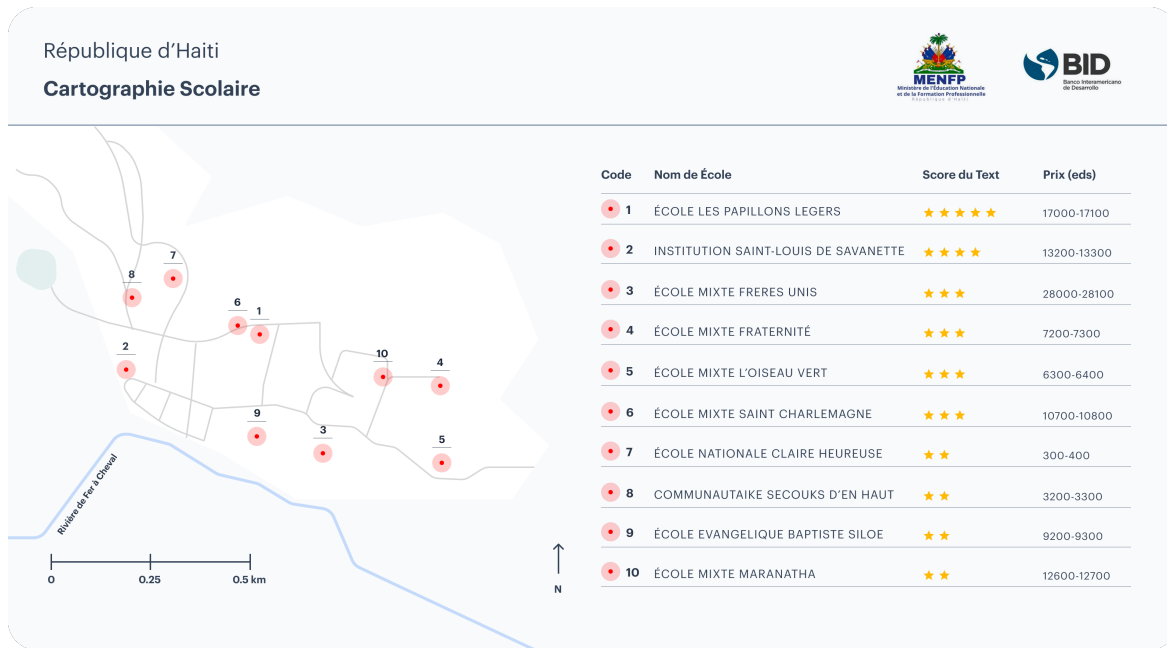 République d’Haiti
Cartographie Scolaire
MENFP
Ministère de l'Éducation Nationale
et de la Formation Professionnelle
République d'Haïti
BID
Banco Interamericano
de Desarrollo
7
8
6
1
2
10
4
9
3
5
Rivière de Fer à Cheval
0 0.25 0.5 km
N
Code Nom de École Score du Text Prix (eds)
1 ÉCOLE LES PAPILLONS LEGERS 17000-17100
2 INSTITUTION SAINT-LOUIS DE SAVANETTE 13200-13300
3 ÉCOLE MIXTE FRERES UNIS 28000-28100
4 ÉCOLE MIXTE FRATERNITÉ 7200-7300
5 ÉCOLE MIXTE L’OISEAU VERT 6300-6400
6 ÉCOLE MIXTE SAINT CHARLEMAGNE 10700-10800
7 ÉCOLE NATIONALE CLAIRE HEUREUSE 300-400
8 COMMUNAUTAIKE SECOUKS D’EN HAUT 3200-3300
9 ÉCOLE EVANGELIQUE BAPTISTE SILOE 9200-9300
10 ÉCOLE MIXTE MARANATHA 12600-12700